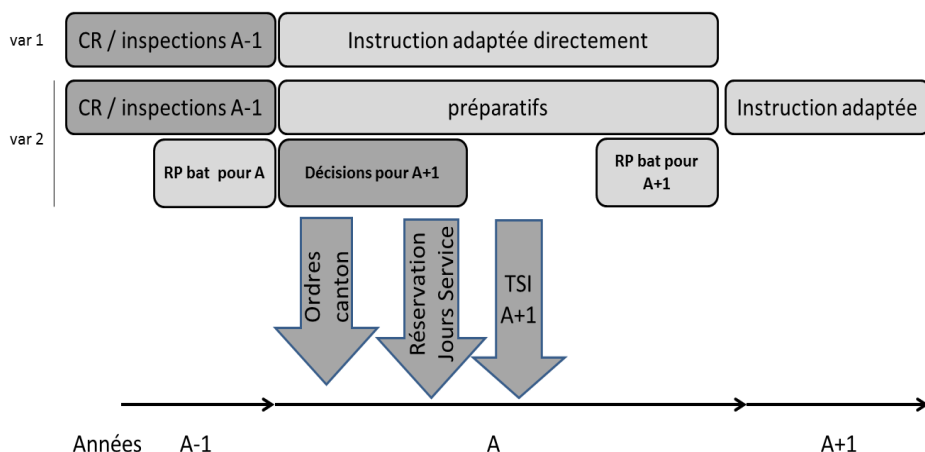 var 1
CR / inspections A-1
Instruction adaptée directement
var 2
CR / inspections A-1
préparatifs
Instruction adaptée
RP bat pour A
Décisions pour A+1
RP bat pour
A+1
Ordres
canton
Réservation
Jours Service
TSI
A+1
Années
A-1
A
A+1